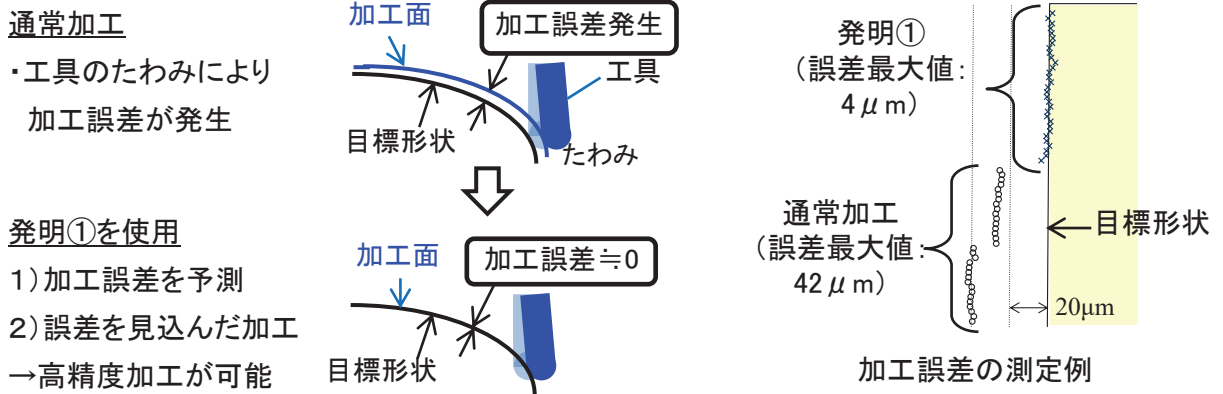 通常加工
・工具のたわみにより
加工誤差が発生
加工面
加工誤差発生
工具
目標形状
たわみ
発明①を使用
1)加工誤差を予測
2)誤差を見込んだ加工
→高精度加工が可能
加工面
加工誤差≒0
目標形状
発明①
(誤差最大値:
4μm)
通常加工
(誤差最大値:
42μm)
目標形状
20μm
加工誤差の測定例